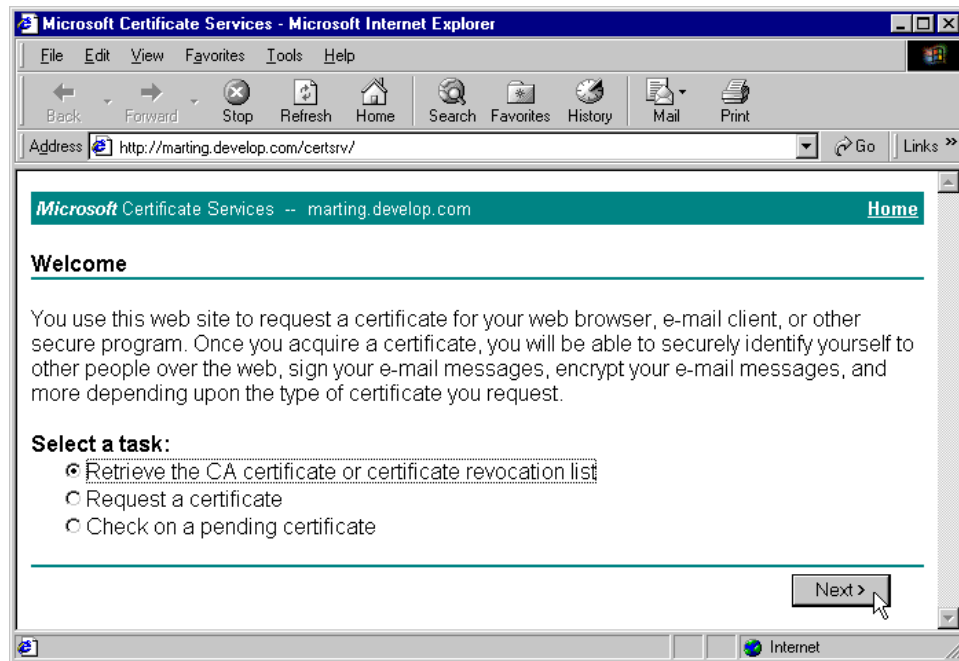 Microsoft Certificate Services - Microsoft Internet Explorer
File Edit View Favorites Tools Help
Back Forward Stop Refresh Home Search Favorites History Mail Print
Address http://marting.develop.com/certsrv/ Go Links »
Microsoft Certificate Services -- marting.develop.com Home
Welcome
You use this web site to request a certificate for your web browser, e-mail client, or other
secure program. Once you acquire a certificate, you will be able to securely identify yourself to
other people over the web, sign your e-mail messages, encrypt your e-mail messages, and
more depending upon the type of certificate you request.
Select a task:
Retrieve the CA certificate or certificate revocation list
Request a certificate
Check on a pending certificate
Next >
Internet